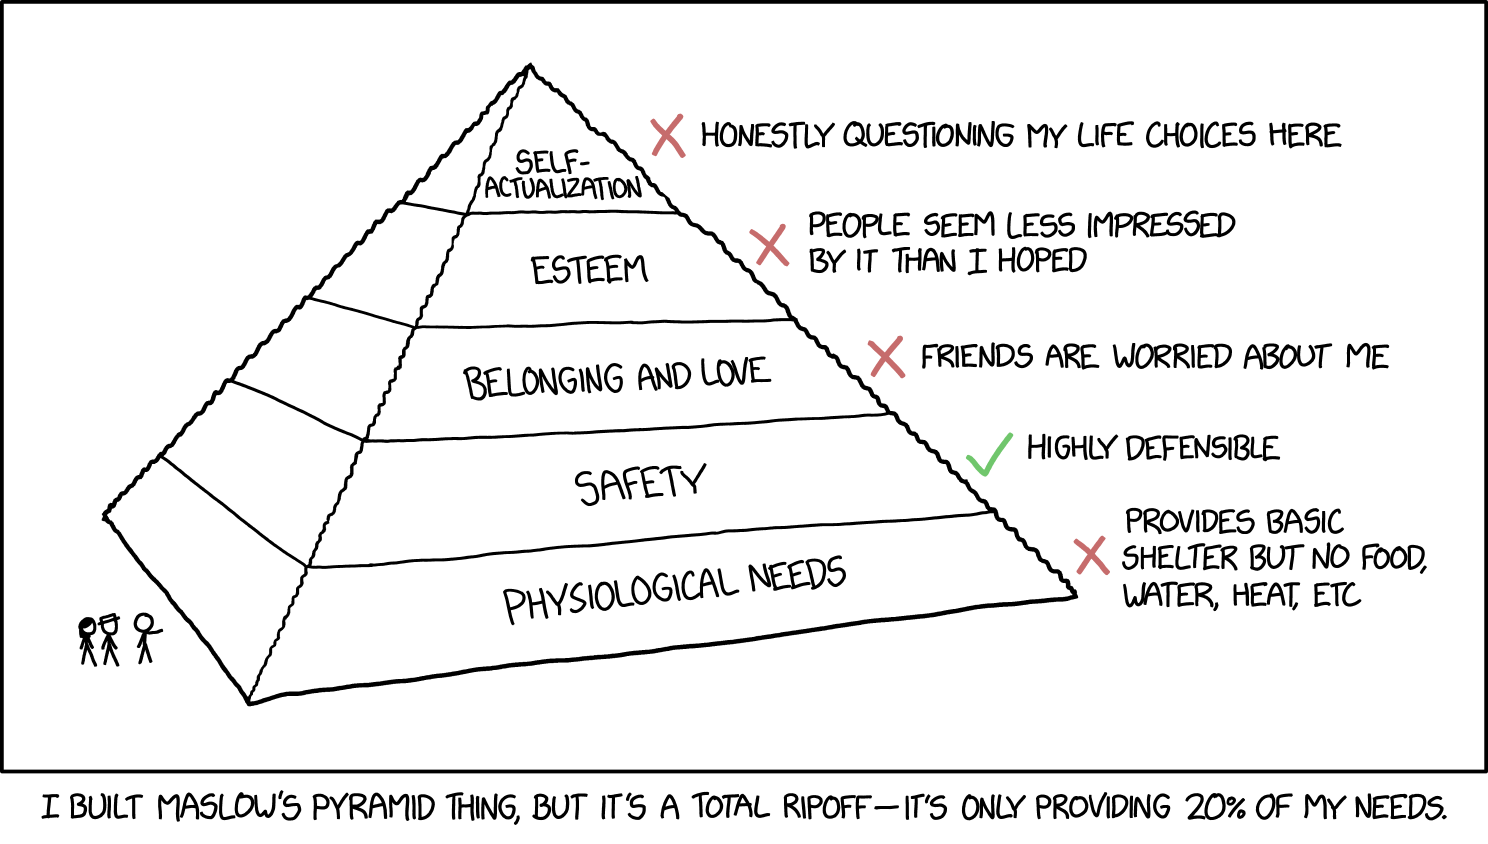 SELF-
ACTUALIZATION
HONESTLY QUESTIONING MY LIFE CHOICES HERE
ESTEEM
PEOPLE SEEM LESS IMPRESSED
BY IT THAN I HOPED
BELONGING AND LOVE
FRIENDS ARE WORRIED ABOUT ME
SAFETY
HIGHLY DEFENSIBLE
PHYSIOLOGICAL NEEDS
PROVIDES BASIC
SHELTER BUT NO FOOD,
WATER, HEAT, ETC
I BUILT MASLOW'S PYRAMID THING, BUT IT'S A TOTAL RIPOFF—IT'S ONLY PROVIDING 20% OF MY NEEDS.